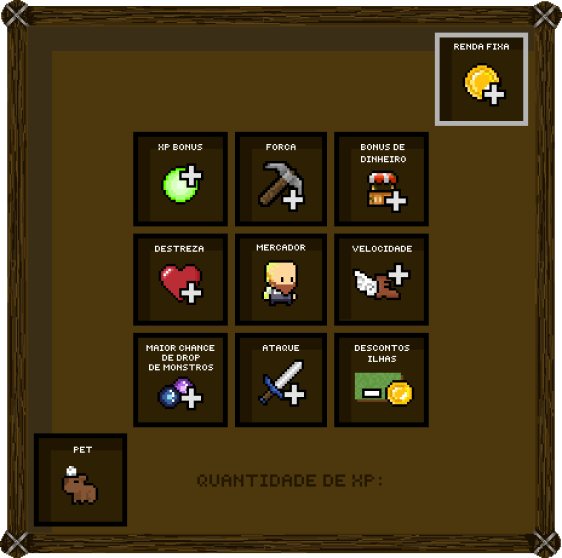 RENDA FIXA
XP BONUS
FORCA
BONUS DE
DINHEIRO
DESTREZA
MERCADOR
VELOCIDADE
MAIOR CHANCE
DE DROP
DE MONSTROS
ATAQUE
DESCONTOS
ILHAS
PET
QUANTIDADE DE XP: